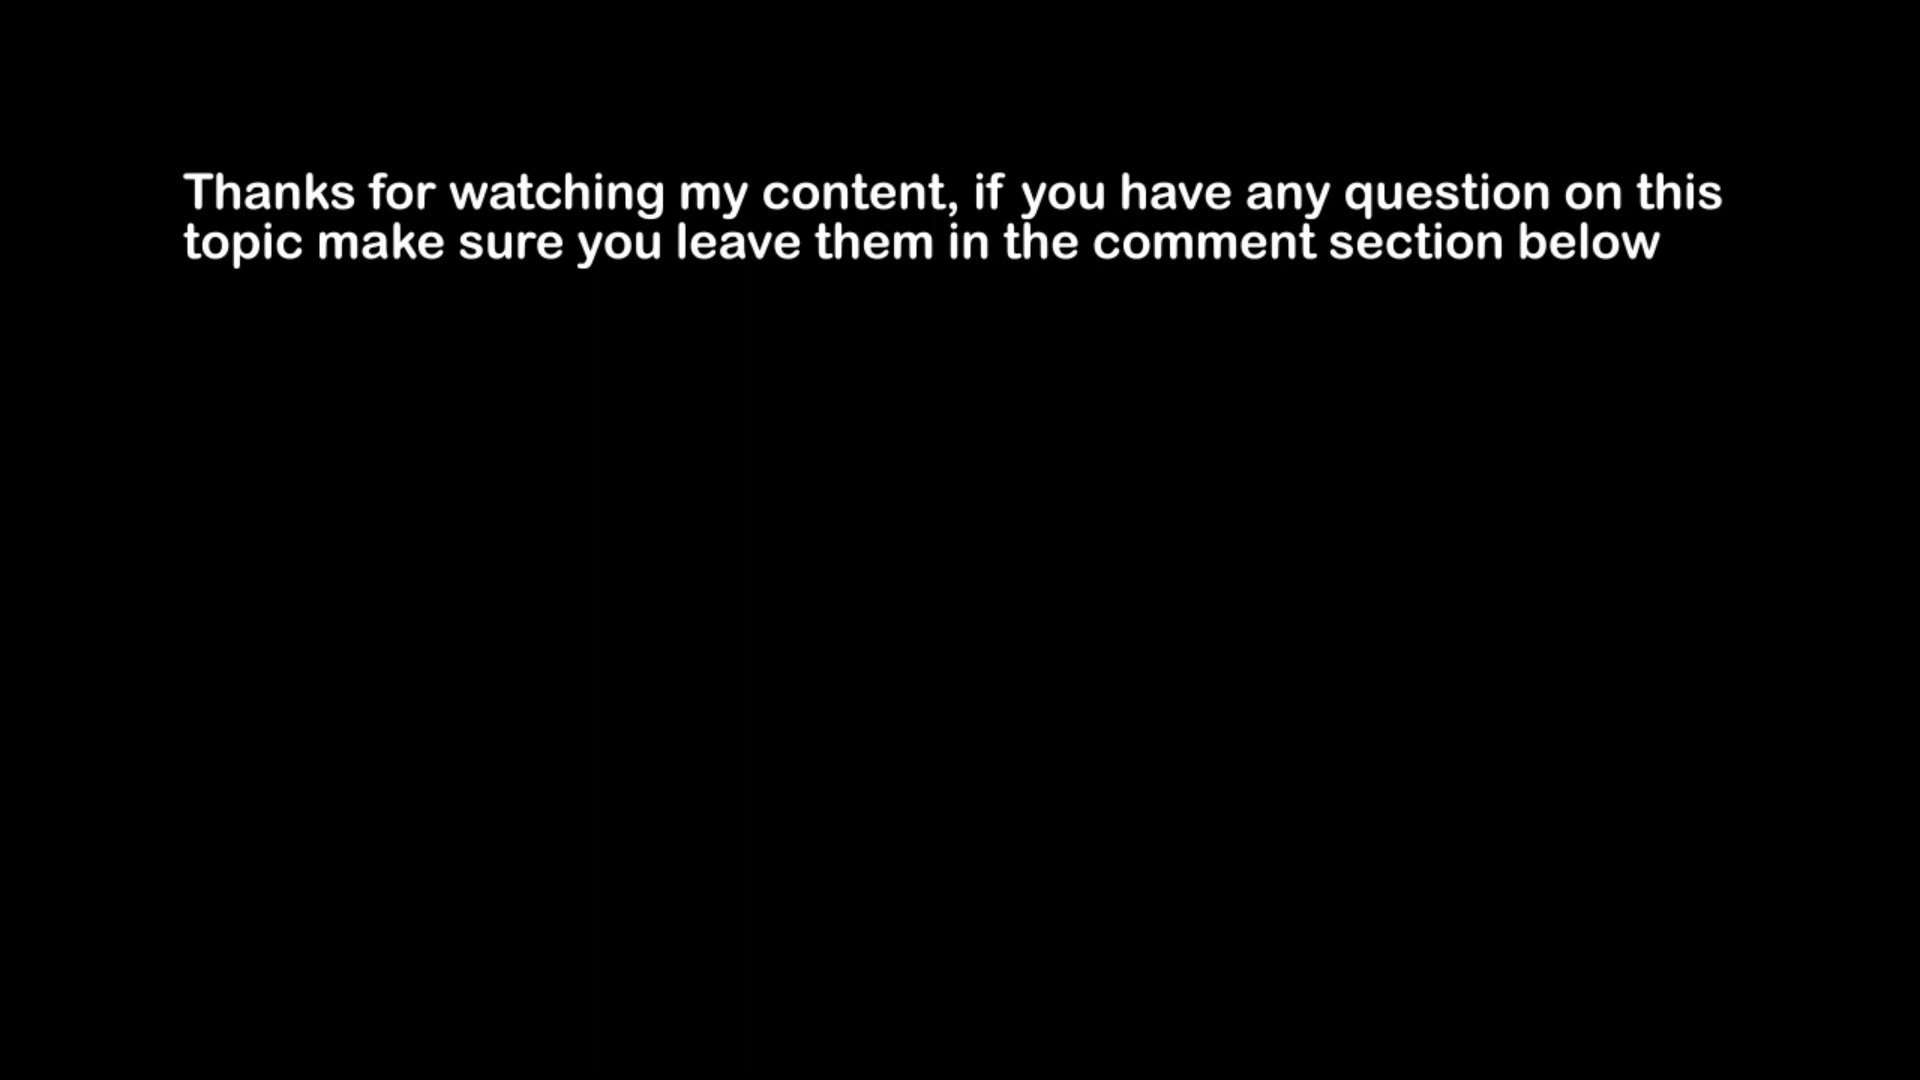 Thanks for watching my content, if you have any question on this
topic make sure you leave them in the comment section below